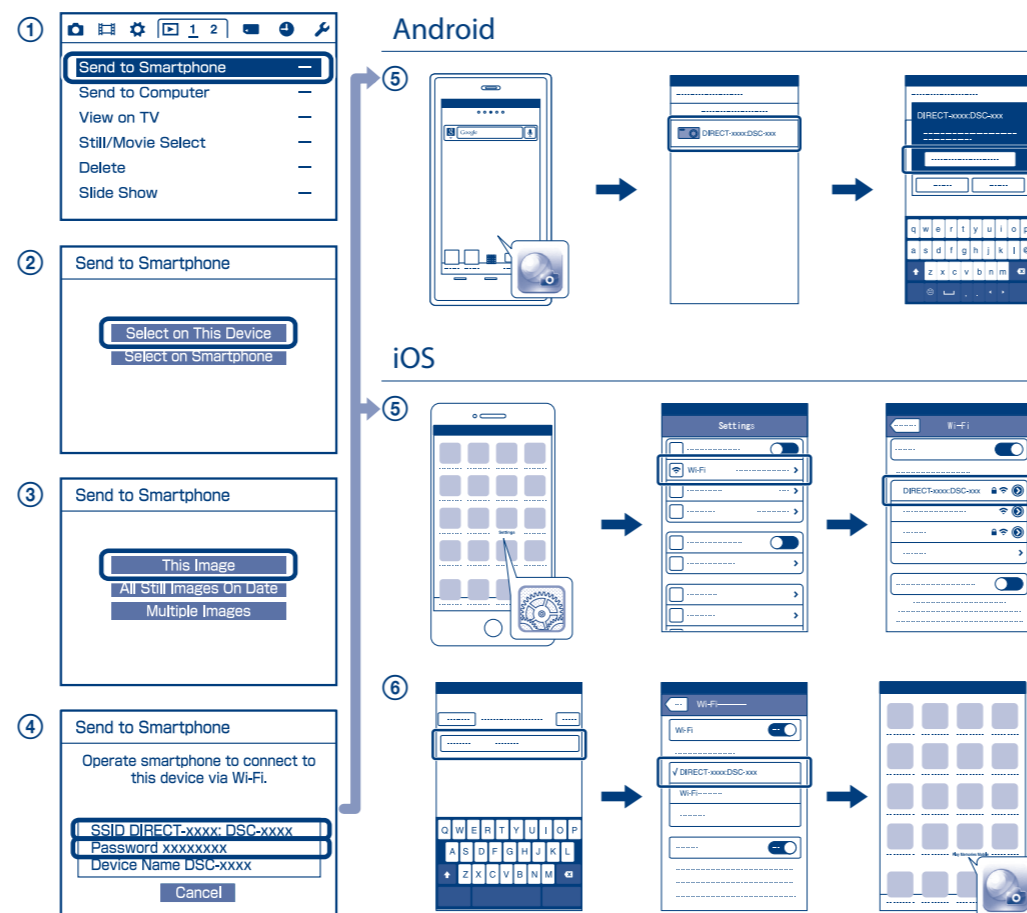 ①
1 2
Send to Smartphone —
Send to Computer —
View on TV —
Still/Movie Select —
Delete —
Slide Show —
②
Send to Smartphone
Select on This Device
Select on Smartphone
③
Send to Smartphone
This Image
All Still Images On Date
Multiple Images
④
Send to Smartphone
Operate smartphone to connect to
this device via Wi-Fi.
SSID DIRECT-xxxx: DSC-xxxx
Password xxxxxxxx
Device Name DSC-xxxx
Cancel
Android
⑤
Google
DIRECT-xxxx:DSC-xxx
DIRECT-xxxx:DSC-xxx
q w e r t y u i o p
a s d f g h j k l
z x c v b n m
iOS
⑤
Settings
Settings
Wi-Fi
Wi-Fi
DIRECT-xxxx:DSC-xxx
⑥
Q W E R T Y U I O P
A S D F G H J K L
Z X C V B N M
Wi-Fi
Wi-Fi
√ DIRECT-xxxx:DSC-xxx
Wi-Fi